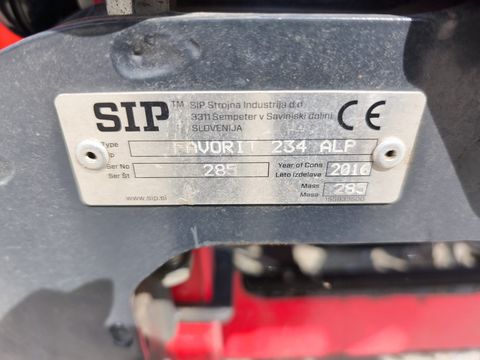 SIP™ SIP Strojna Industrija d.d.
3311 Šempeter v Savinjski dolini
SLOVENIJA
CE
Type FAVORIT 234 ALP
Ser No 285 Year of Cons 2016
Ser Št Leto izdelave
Mass 285
Masa
www.sip.si